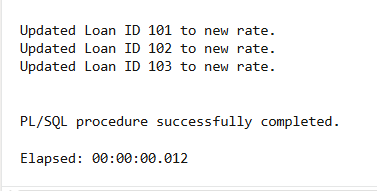 Updated Loan ID 101 to new rate.
Updated Loan ID 102 to new rate.
Updated Loan ID 103 to new rate.
PL/SQL procedure successfully completed.
Elapsed: 00:00:00.012